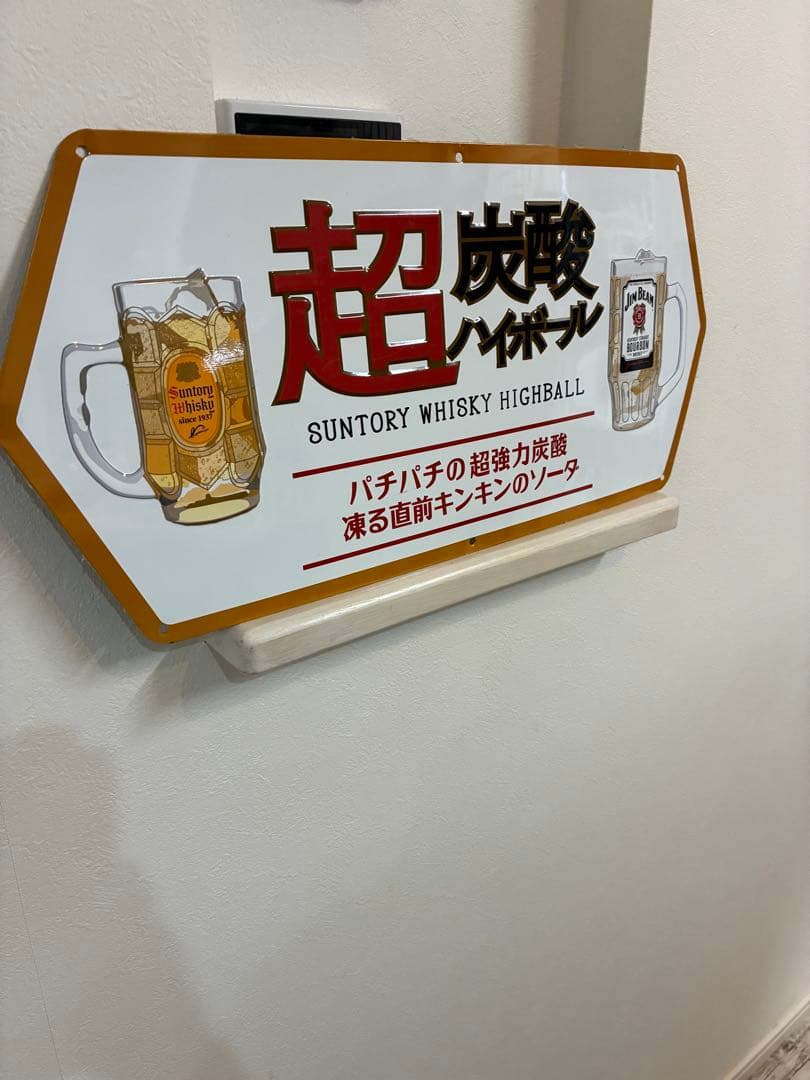 超炭酸
ハイボール
SUNTORY WHISKY HIGHBALL
パチパチの超強力炭酸
凍る直前キンキンのソーダ
Suntory
Whisky
since 1937
JIM BEAM
BOURBON